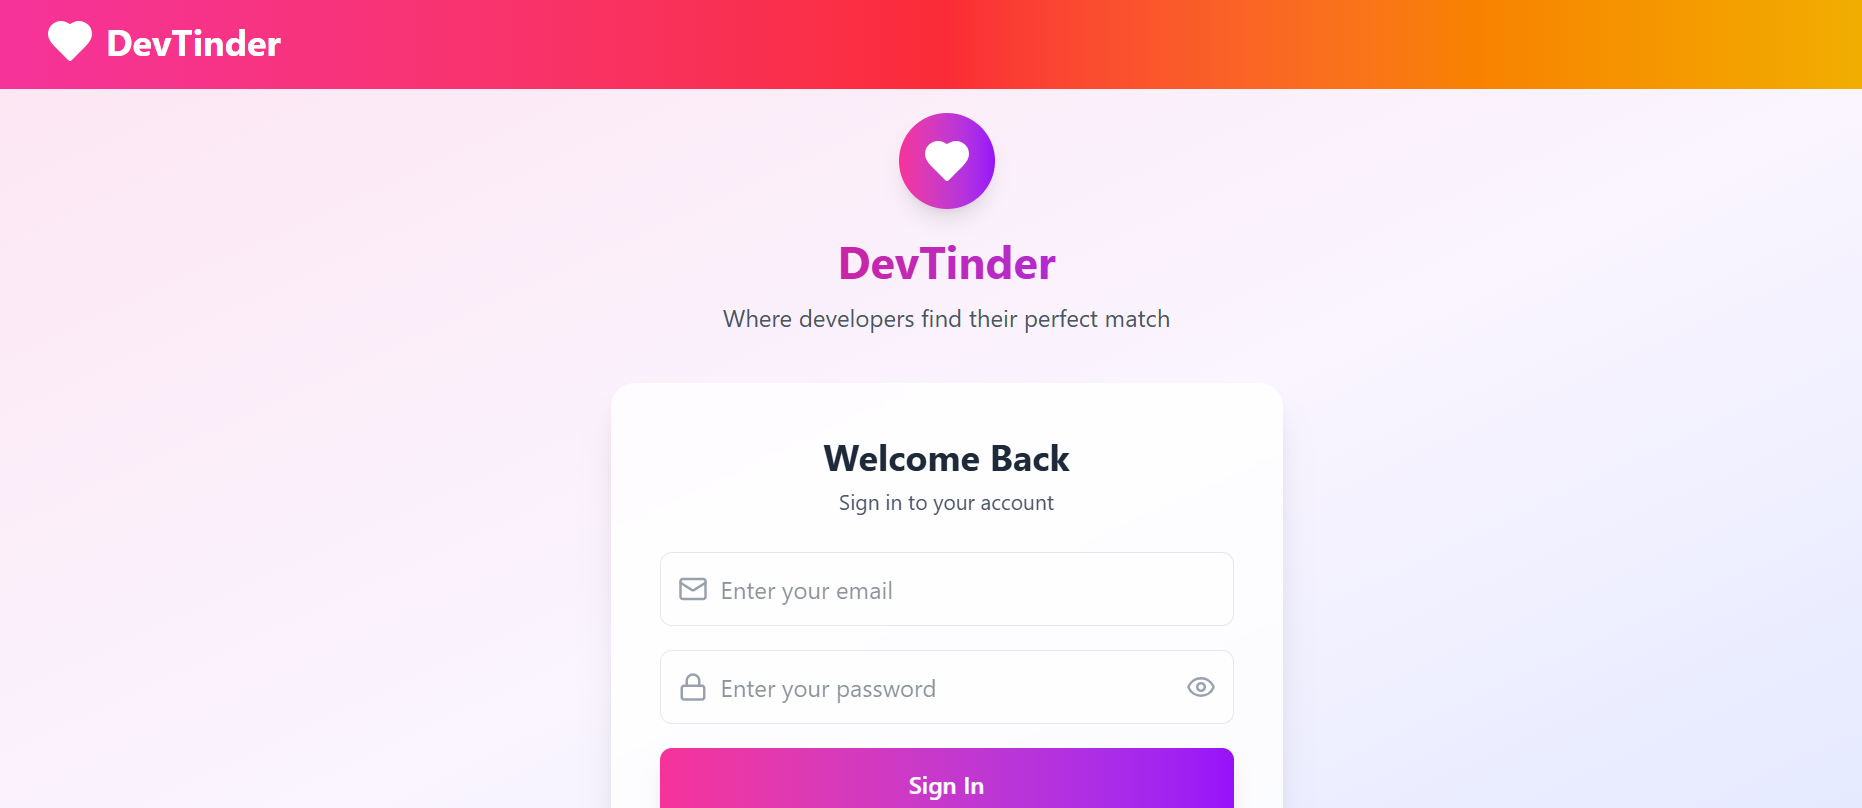 DevTinder
DevTinder
Where developers find their perfect match
Welcome Back
Sign in to your account
Enter your email
Enter your password
Sign In